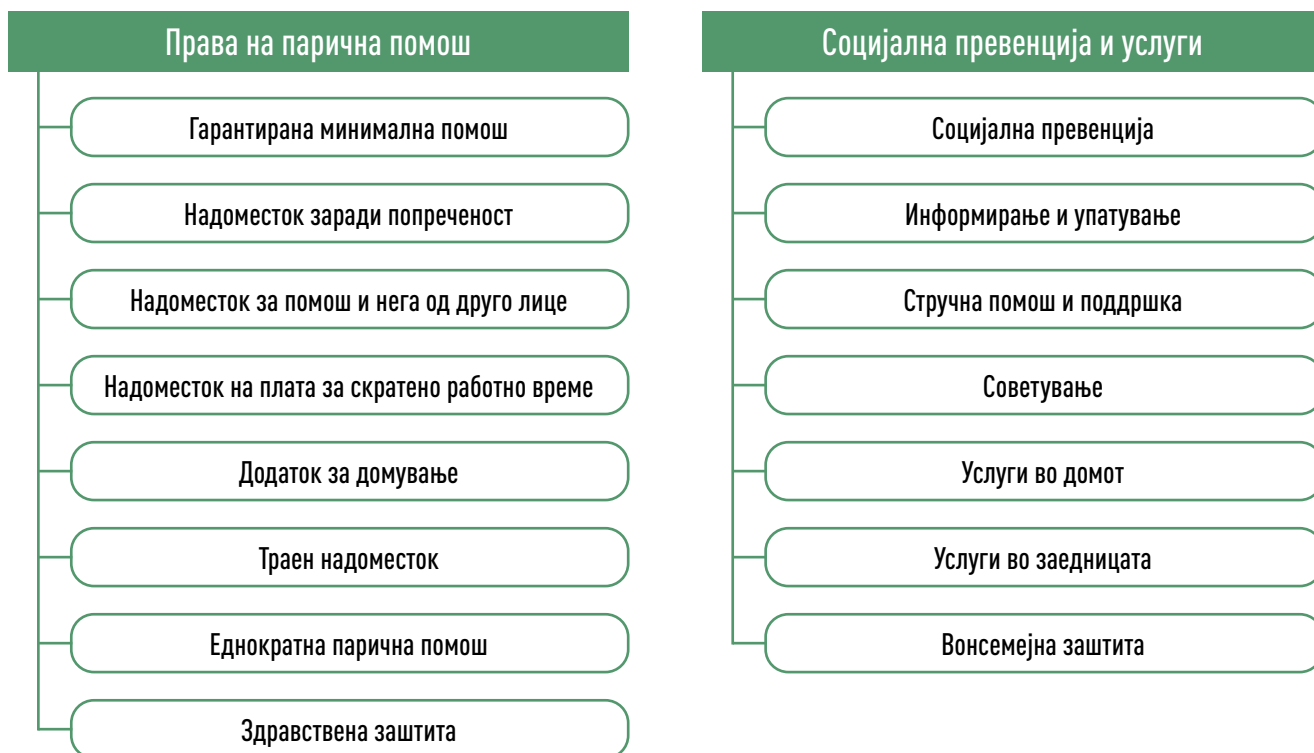 Права на парична помош
Гарантирана минимална помош
Надоместок заради попреченост
Надоместок за помош и нега од друго лице
Надоместок на плата за скратено работно време
Додаток за домување
Траен надоместок
Еднократна парична помош
Здравствена заштита
Социјална превенција и услуги
Социјална превенција
Информирање и упатување
Стручна помош и поддршка
Советување
Услуги во домот
Услуги во заедницата
Вонсемејна заштита